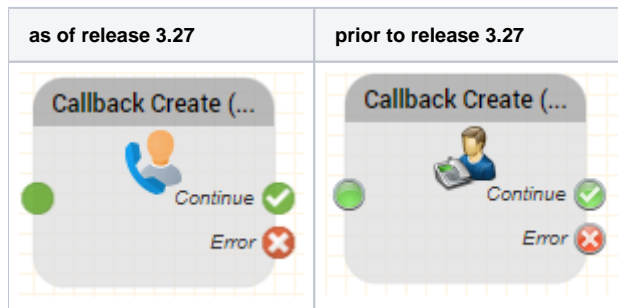 as of release 3.27
prior to release 3.27
Callback Create (...
Continue
Error
Callback Create (...
Continue
Error